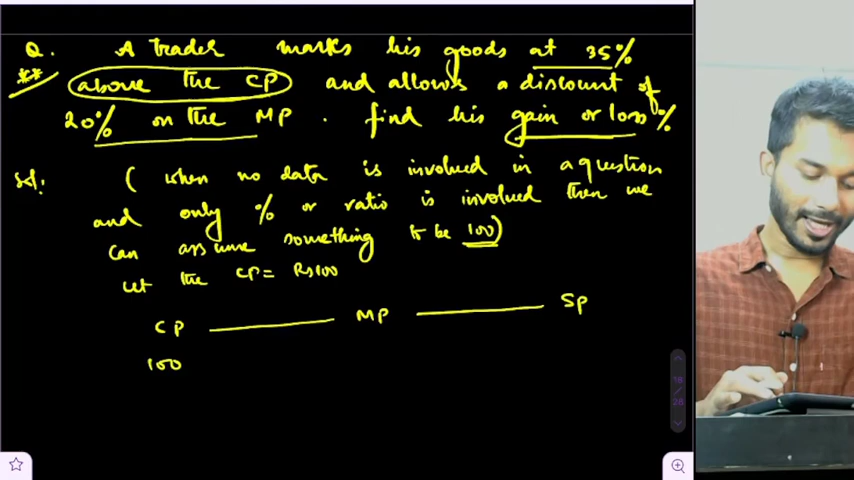 Q. A trader marks his goods at 35%
** above the CP and allows a discount of
20% on the MP. find his gain or loss %
Sol: (when no data is involved in a question
and only % or ratio is involved then we
can assume something to be 100)
let the CP = Rs100
CP MP SP
100
18
28